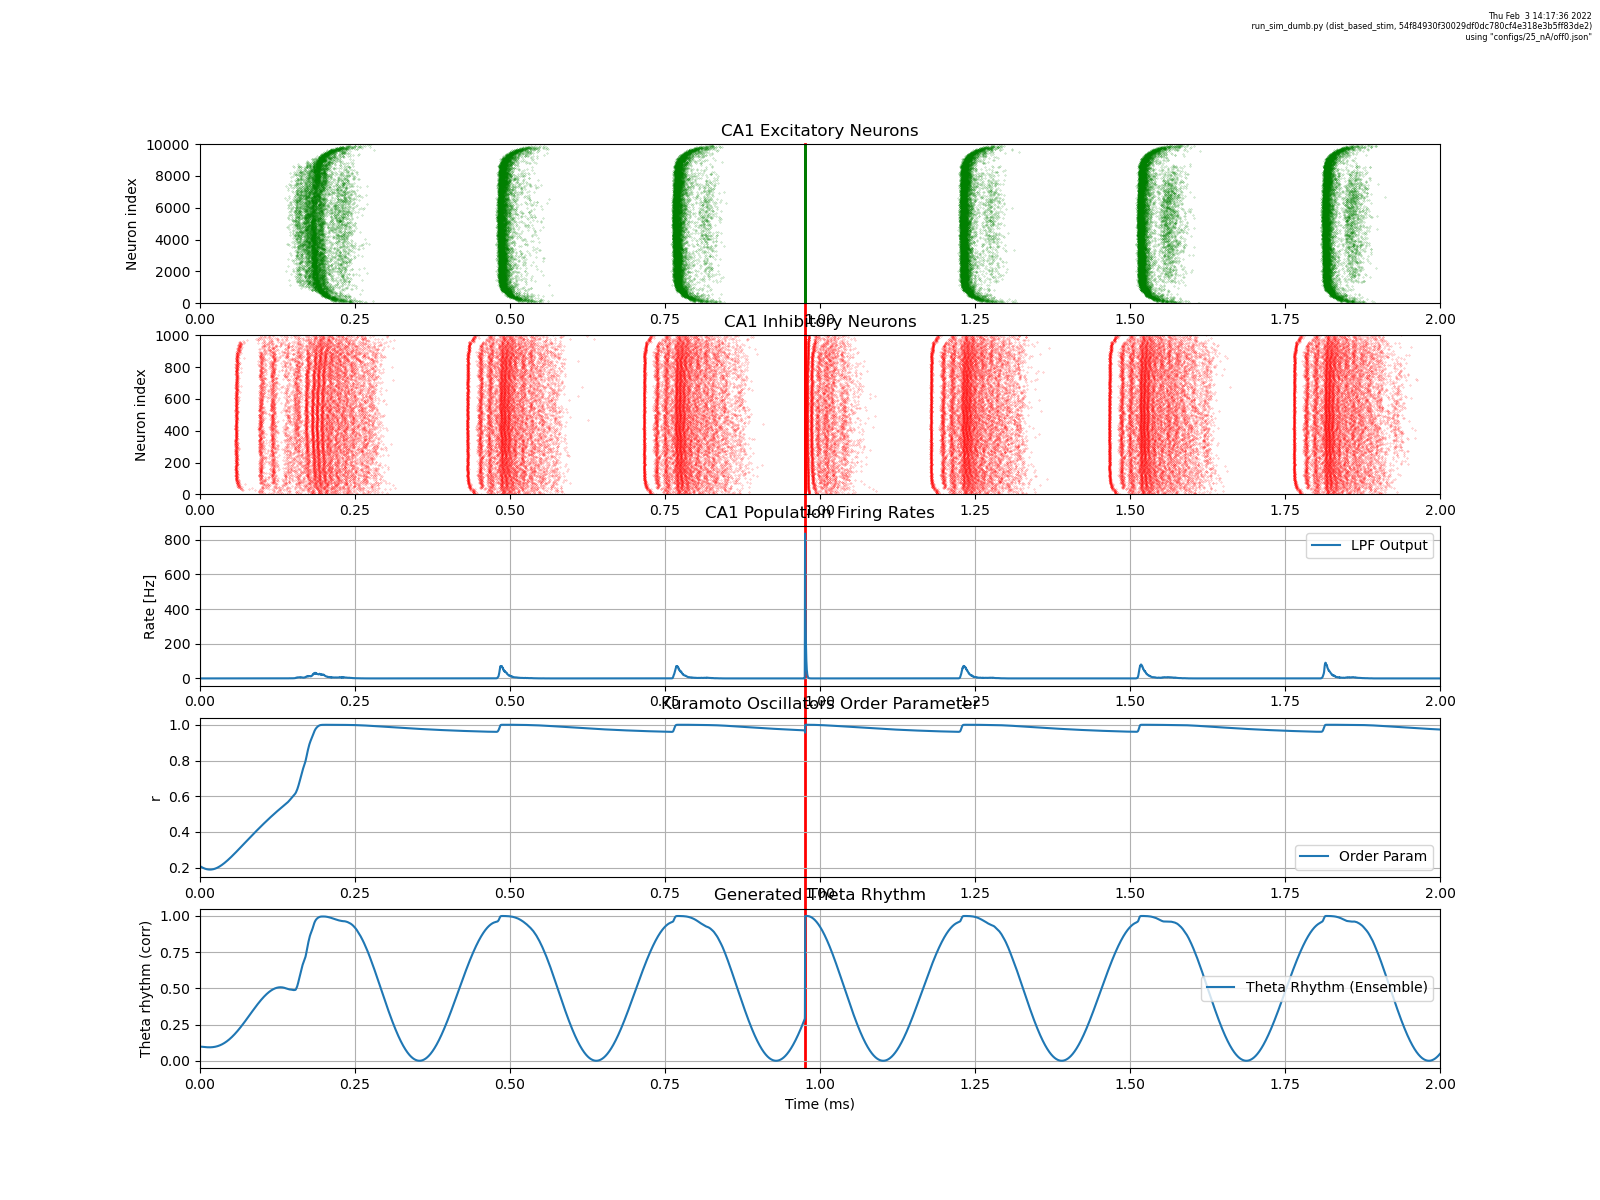 Thu Feb  3 14:17:36 2022
run_sim_dumb.py (dist_based_stim, 54f84930f30029df0dc780cf4e318e3b5ff83de2)
using "configs/25_nA/off0.json"
CA1 Excitatory Neurons
Neuron index
10000
8000
6000
4000
2000
0
0.00 0.25 0.50 0.75 1.00 1.25 1.50 1.75 2.00
CA1 Inhibitory Neurons
Neuron index
1000
800
600
400
200
0
0.00 0.25 0.50 0.75 1.00 1.25 1.50 1.75 2.00
CA1 Population Firing Rates
Rate [Hz]
800
600
400
200
0
LPF Output
0.00 0.25 0.50 0.75 1.00 1.25 1.50 1.75 2.00
Kuramoto Oscillators Order Parameter
r
1.0
0.8
0.6
0.4
0.2
Order Param
0.00 0.25 0.50 0.75 1.00 1.25 1.50 1.75 2.00
Generated Theta Rhythm
Theta rhythm (corr)
1.00
0.75
0.50
0.25
0.00
Theta Rhythm (Ensemble)
0.00 0.25 0.50 0.75 1.00 1.25 1.50 1.75 2.00
Time (ms)